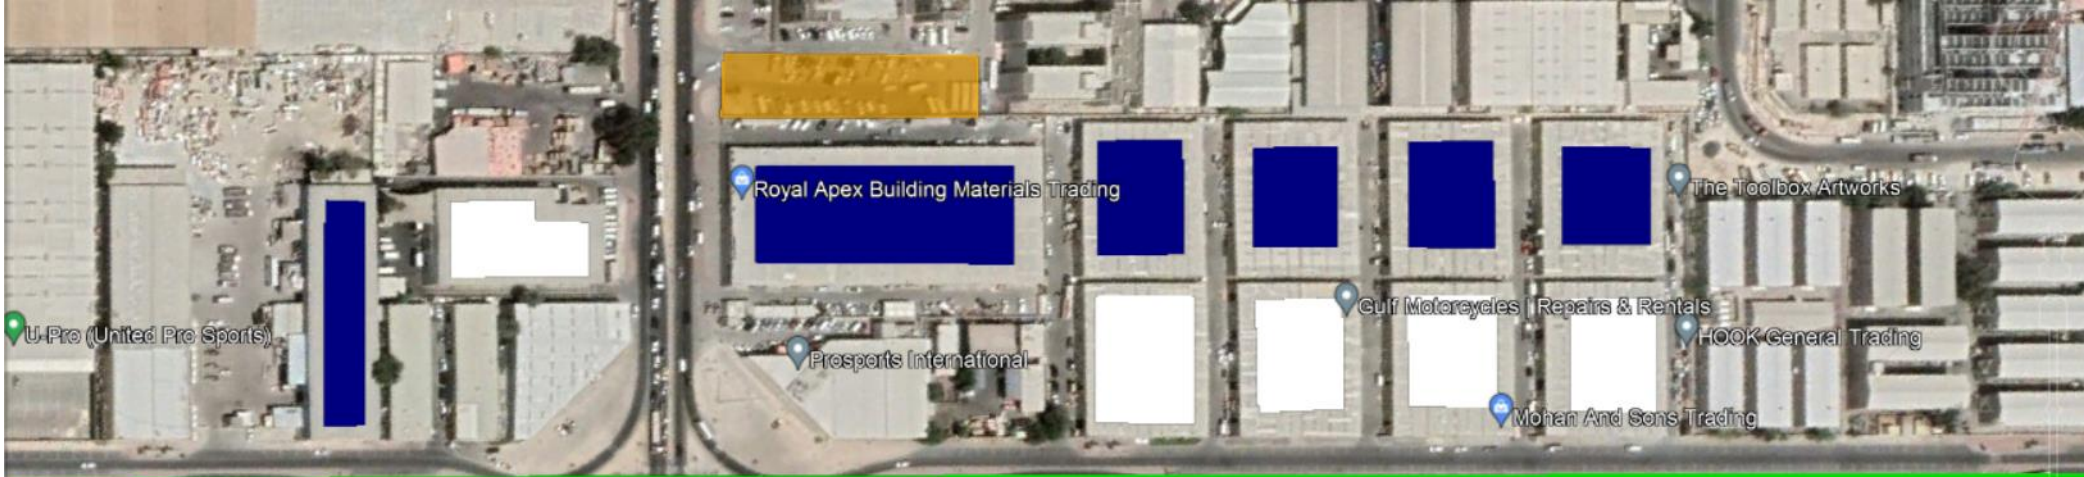 Royal Apex Building Materials Trading
The Toolbox Artworks
Gulf Motorcycles | Repairs & Rentals
U-Pro (United Pro Sports)
HOOK General Trading
Prosports International
Mohan And Sons Trading